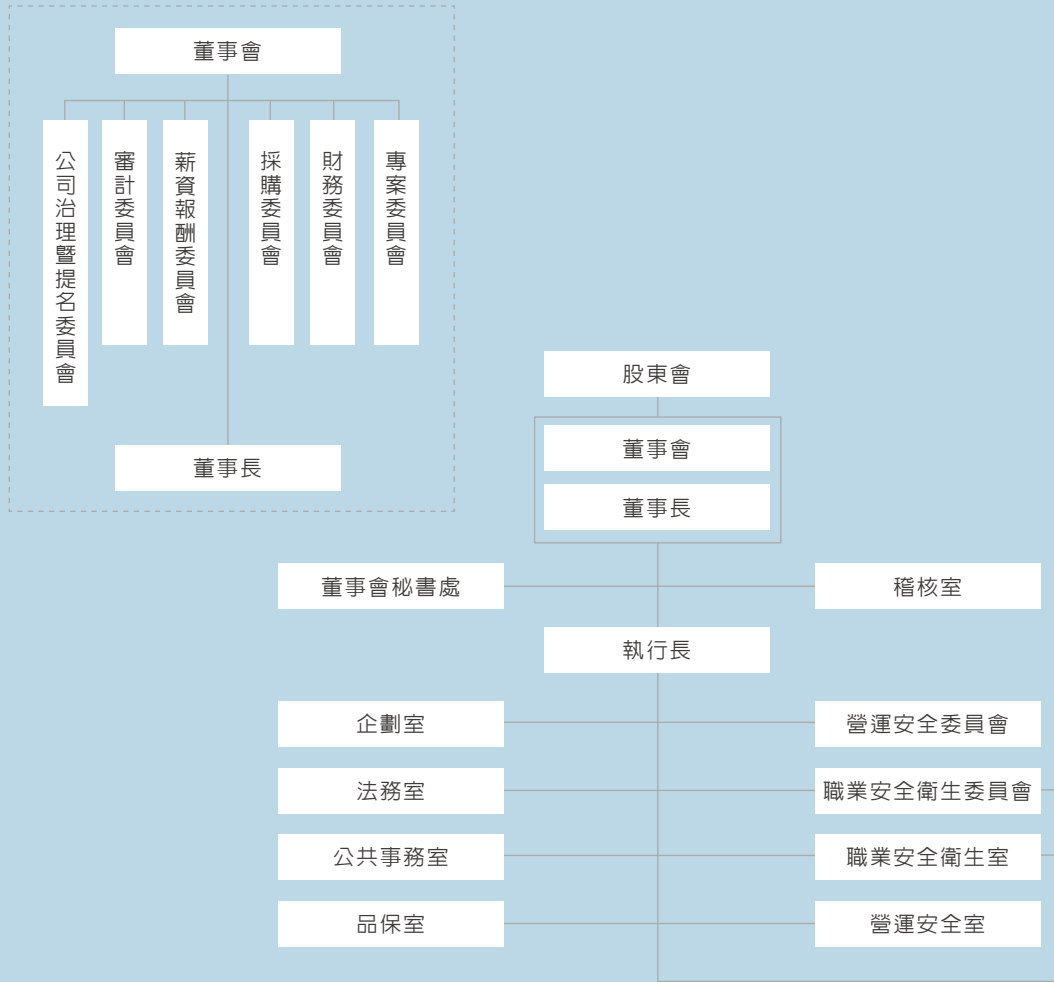 董事會
公司治理暨提名委員會
審計委員會
薪資報酬委員會
採購委員會
財務委員會
專案委員會
董事長
股東會
董事會
董事長
董事會秘書處
稽核室
執行長
企劃室
營運安全委員會
法務室
職業安全衛生委員會
公共事務室
職業安全衛生室
品保室
營運安全室